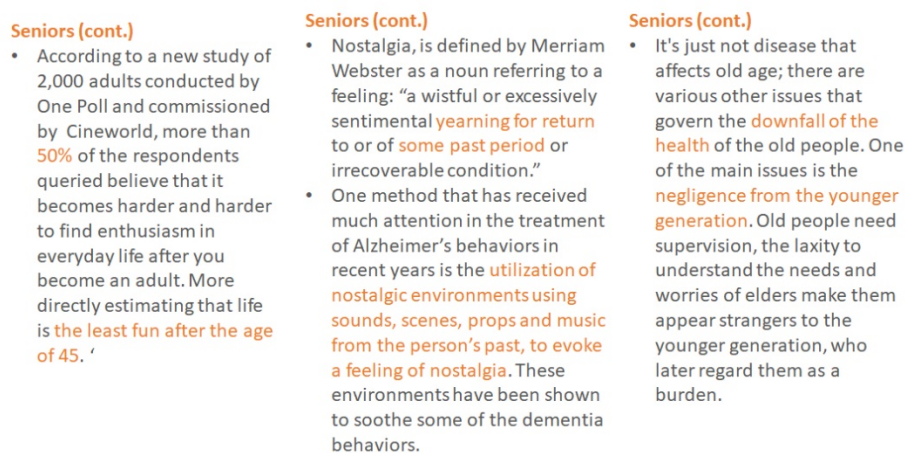 Seniors (cont.)
• According to a new study of
2,000 adults conducted by
One Poll and commissioned
by Cineworld, more than
50% of the respondents
queried believe that it
becomes harder and harder
to find enthusiasm in
everyday life after you
become an adult. More
directly estimating that life
is the least fun after the age
of 45. ‘
Seniors (cont.)
• Nostalgia, is defined by Merriam
Webster as a noun referring to a
feeling: “a wistful or excessively
sentimental yearning for return
to or of some past period or
irrecoverable condition.”
• One method that has received
much attention in the treatment
of Alzheimer’s behaviors in
recent years is the utilization of
nostalgic environments using
sounds, scenes, props and music
from the person’s past, to evoke
a feeling of nostalgia. These
environments have been shown
to soothe some of the dementia
behaviors.
Seniors (cont.)
• It's just not disease that
affects old age; there are
various other issues that
govern the downfall of the
health of the old people. One
of the main issues is the
negligence from the younger
generation. Old people need
supervision, the laxity to
understand the needs and
worries of elders make them
appear strangers to the
younger generation, who
later regard them as a
burden.